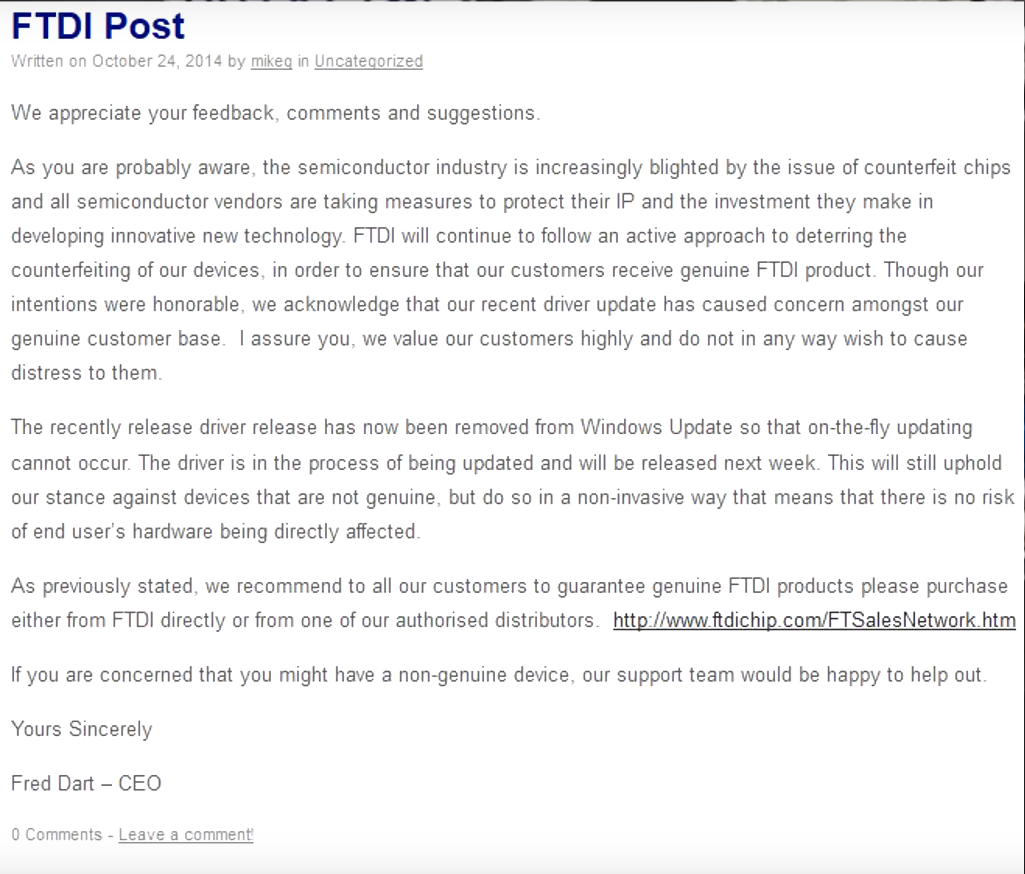 FTDI Post
Written on October 24, 2014 by mikeg in Uncategorized
We appreciate your feedback, comments and suggestions.
As you are probably aware, the semiconductor industry is increasingly blighted by the issue of counterfeit chips
and all semiconductor vendors are taking measures to protect their IP and the investment they make in
developing innovative new technology. FTDI will continue to follow an active approach to deterring the
counterfeiting of our devices, in order to ensure that our customers receive genuine FTDI product. Though our
intentions were honorable, we acknowledge that our recent driver update has caused concern amongst our
genuine customer base.  I assure you, we value our customers highly and do not in any way wish to cause
distress to them.
The recently release driver release has now been removed from Windows Update so that on-the-fly updating
cannot occur. The driver is in the process of being updated and will be released next week. This will still uphold
our stance against devices that are not genuine, but do so in a non-invasive way that means that there is no risk
of end user's hardware being directly affected.
As previously stated, we recommend to all our customers to guarantee genuine FTDI products please purchase
either from FTDI directly or from one of our authorised distributors.  http://www.ftdichip.com/FTSalesNetwork.htm
If you are concerned that you might have a non-genuine device, our support team would be happy to help out.
Yours Sincerely
Fred Dart – CEO
0 Comments - Leave a comment!